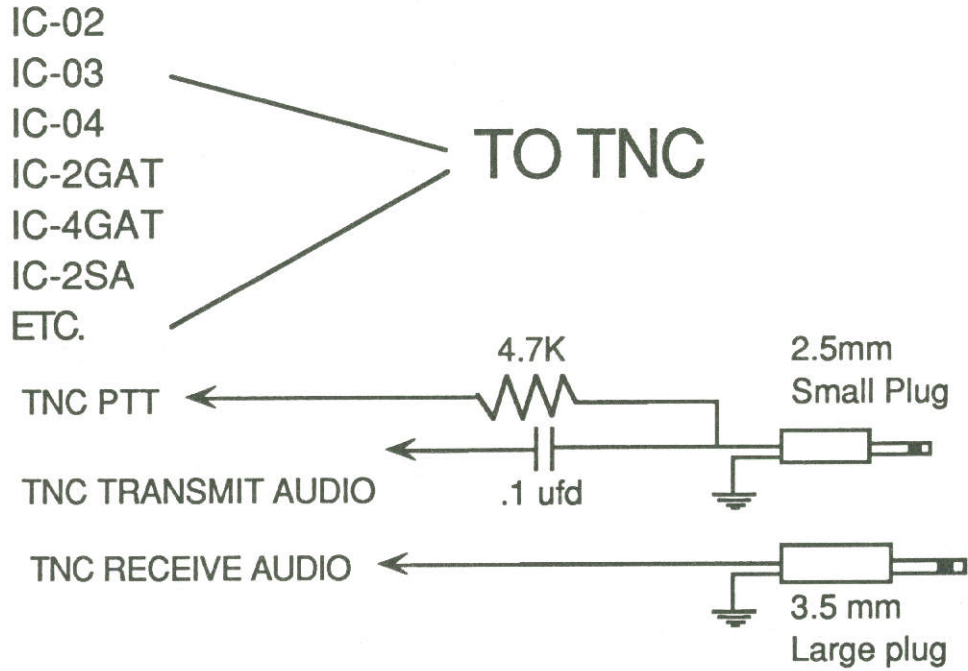 IC-02
IC-03
IC-04
IC-2GAT
IC-4GAT
IC-2SA
ETC.
TO TNC
4.7K
2.5mm
Small Plug
TNC PTT
.1 ufd
TNC TRANSMIT AUDIO
TNC RECEIVE AUDIO
3.5 mm
Large plug